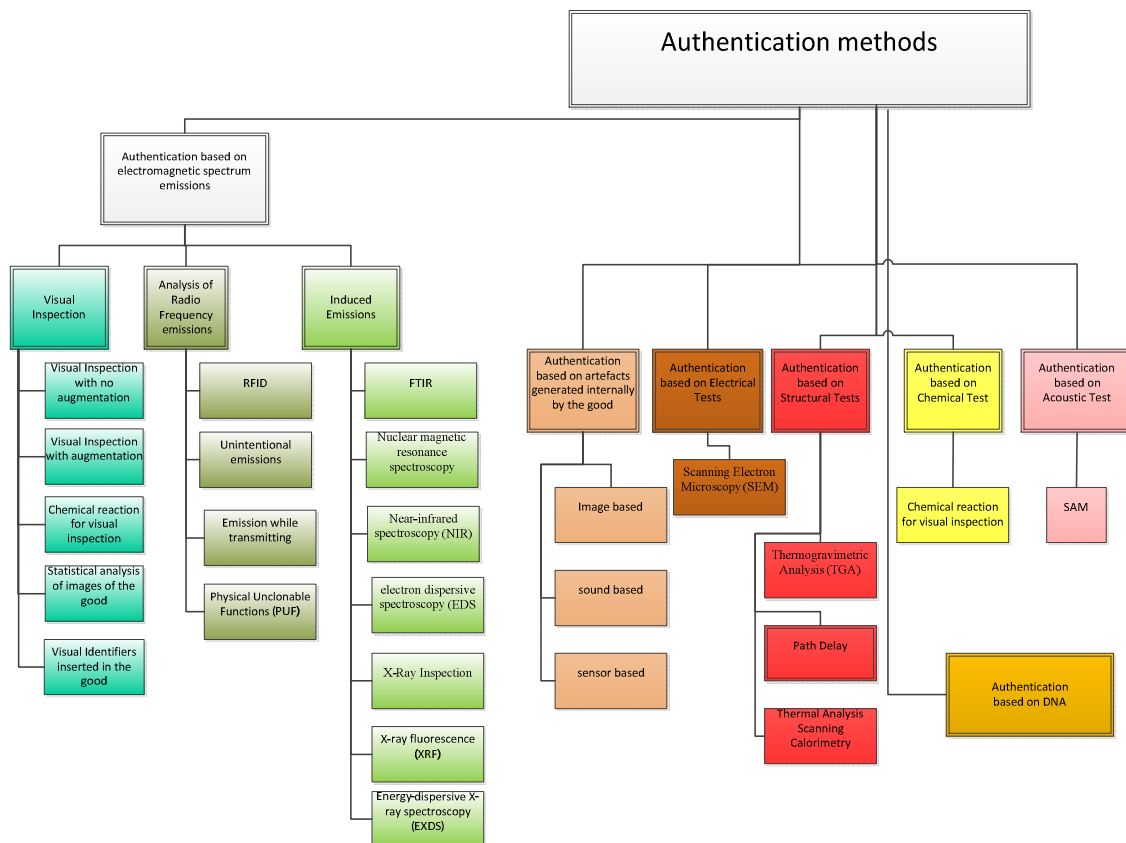 Authentication methods
Authentication based on
electromagnetic spectrum
emissions
Visual
Inspection
Analysis of
Radio
Frequency
emissions
Induced
Emissions
Visual Inspection
with no
augmentation
Visual Inspection
with augmentation
Chemical reaction
for visual
inspection
Statistical analysis
of images of the
good
Visual Identifiers
inserted in the
good
RFID
Unintentional
emissions
Emission while
transmitting
Physical Unclonable
Functions (PUF)
FTIR
Nuclear magnetic
resonance
spectroscopy
Near-infrared
spectroscopy (NIR)
electron dispersive
spectroscopy (EDS
X-Ray Inspection
X-ray fluorescence
(XRF)
Energy-dispersive X-
ray spectroscopy
(EXDS)
Authentication
based on artefacts
generated internally
by the good
Image based
sound based
sensor based
Authentication
based on Electrical
Tests
Scanning Electron
Microscopy (SEM)
Authentication
based on
Structural Tests
Thermogravimetric
Analysis (TGA)
Path Delay
Thermal Analysis
Scanning
Calorimetry
Authentication
based on
Chemical Test
Chemical reaction
for visual inspection
Authentication
based on
Acoustic Test
SAM
Authentication
based on DNA